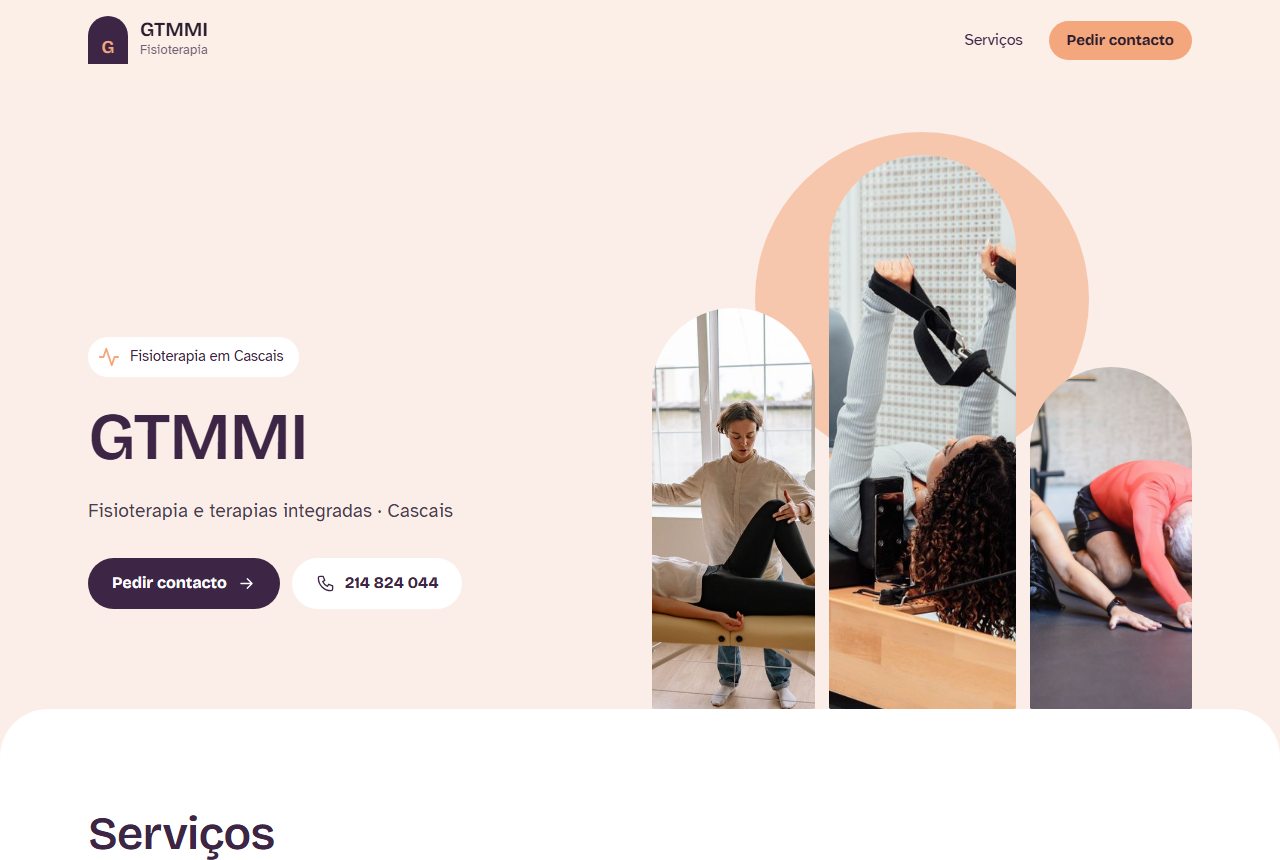 G
GTMMI
Fisioterapia
Serviços
Pedir contacto
Fisioterapia em Cascais
GTMMI
Fisioterapia e terapias integradas · Cascais
Pedir contacto →
214 824 044
Serviços